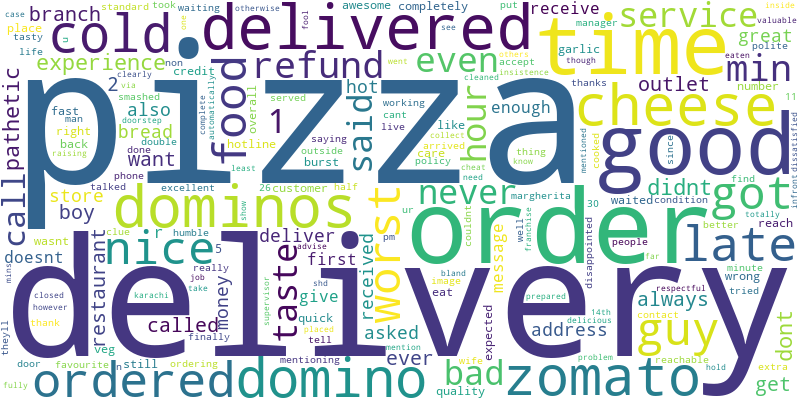 pizza
delivery
order
delivered
time
good
cold
cheese
dominos
domino
zomato
ordered
nice
worst
late
guy
got
bad
food
said
taste
hour
refund
service
min
even
never
call
branch
experience
pathetic
receive
awesome
completely
waiting
otherwise
standard
took
put
place
tasty
life
case
u
one
non
credit
served
overall
hot
hotline
automatically
complete
2
also
fast
smashed
man
right
bread
back
done
double
doorstep
raising
via
clearly
want
cant
live
working
enough
like
saying
arrived
care
policy
outside
burst
1
fool
went
see
manager
garlic
great
polite
valuable
inside
eaten
insistence
cleaned
others
accept
though
outlet
number
11
thanks
collect
cheat
need
thing
know
didnt
store
phone
talked
boy
excellent
26
customer
half
least
show
clue
wasnt
r
humble
5
doesnt
restaurant
deliver
first
money
really
job
take
supervisor
mentioning
tell
advise
shd
give
quick
placed
received
asked
ur
pm
waited
margherita
condition
since
mentioned
cooked
infront
dissatisfied
reach
better
totally
minute
wrong
tried
30
people
disappointed
well
franchise
couldnt
message
image
expected
bland
prepared
address
always
far
respectful
dont
contact
reachable
hold
extra
get
problem
14th
delicious
wife
mention
quality
eat
ever
called
finally
karachi
closed
however
mins
theyll
thank
door
still
ordering
favourite
n
fully
veg